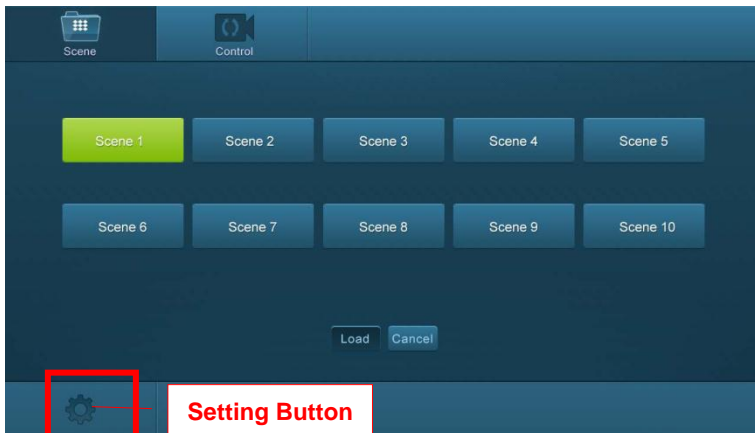 Scene Control
Scene 1 Scene 2 Scene 3 Scene 4 Scene 5
Scene 6 Scene 7 Scene 8 Scene 9 Scene 10
Load Cancel
Setting Button